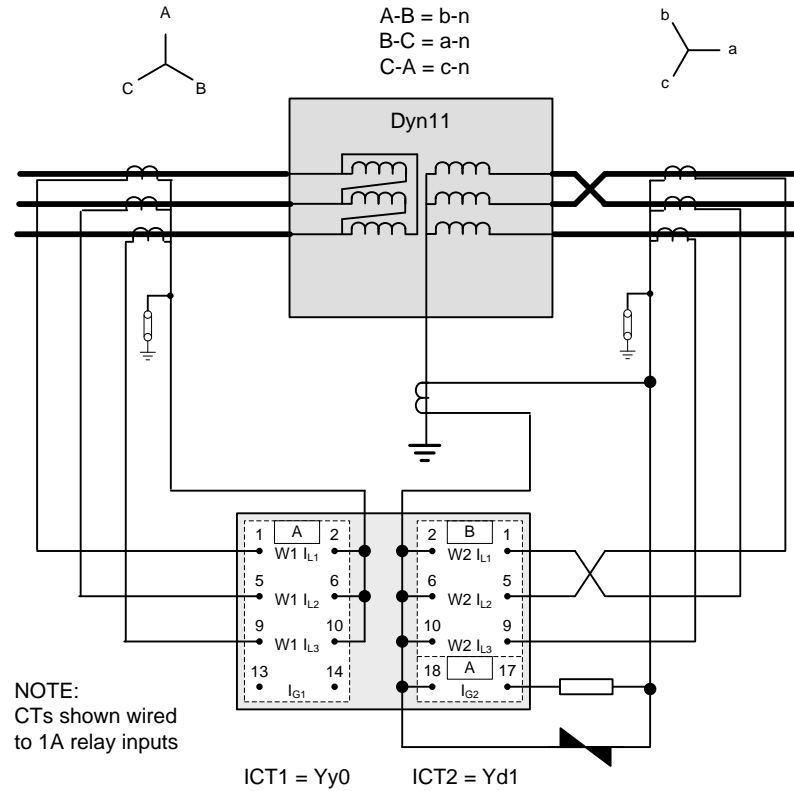 A
C
B
A-B = b-n
B-C = a-n
C-A = c-n
b
a
c
Dyn11
1 A 2
W1 IL1
5 6
W1 IL2
9 10
W1 IL3
13 14
IG1
2 B 1
W2 IL1
6 5
W2 IL2
10 9
W2 IL3
18 A 17
IG2
NOTE:
CTs shown wired
to 1A relay inputs
ICT1 = Yy0
ICT2 = Yd1